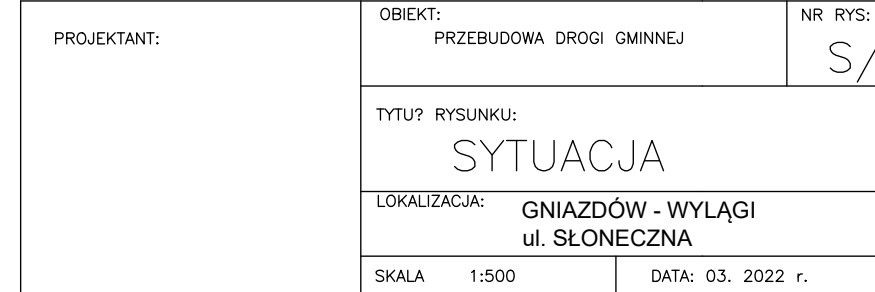 PROJEKTANT:
OBIEKT:
PRZEBUDOWA DROGI GMINNEJ
NR RYS:
S/
TYTU? RYSUNKU:
SYTUACJA
LOKALIZACJA:
GNIAZDÓW - WYLĄGI
ul. SŁONECZNA
SKALA 1:500
DATA: 03. 2022 r.